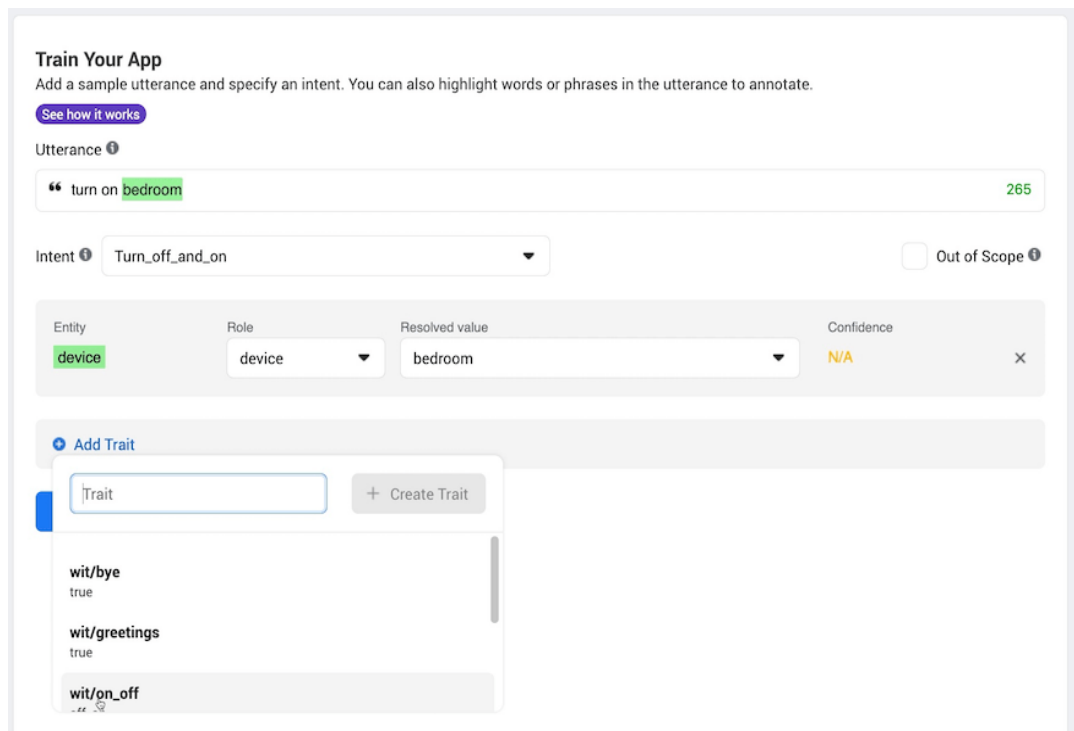 Train Your App
Add a sample utterance and specify an intent. You can also highlight words or phrases in the utterance to annotate.
See how it works
Utterance
“ turn on bedroom 265
Intent Turn_off_and_on Out of Scope
Entity Role Resolved value Confidence
device device bedroom N/A
Add Trait
Trait + Create Trait
wit/bye
true
wit/greetings
true
wit/on_off